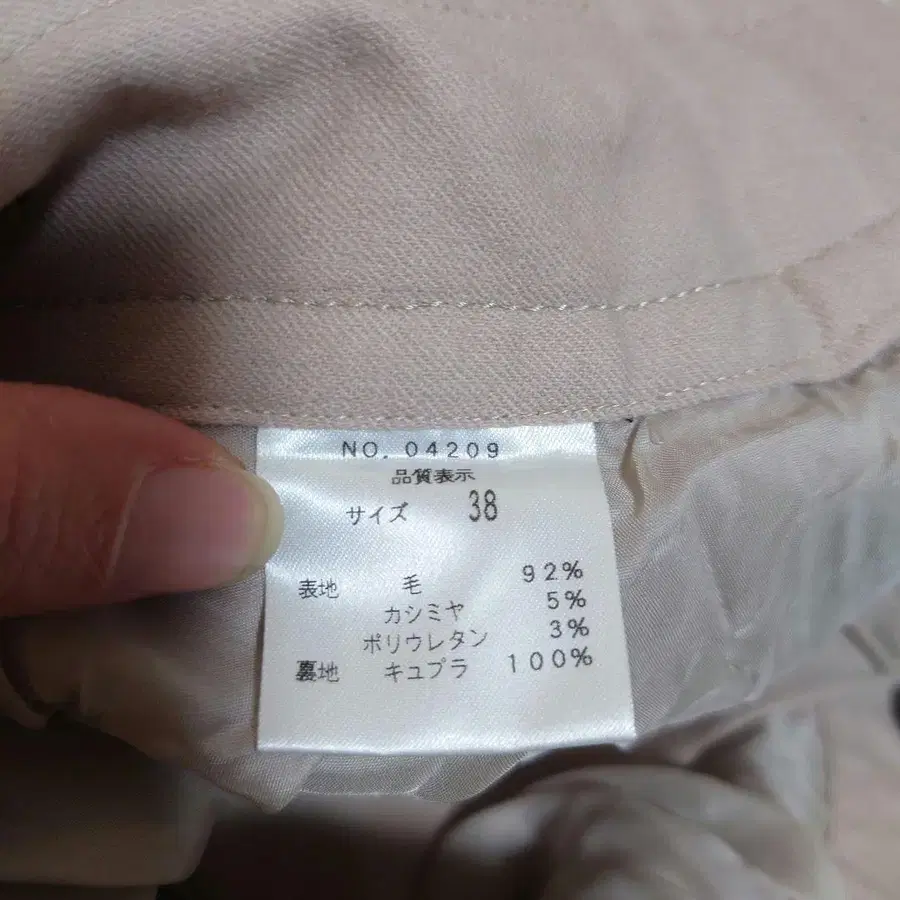 NO. 04209
品質表示
サイズ 38
表地 毛 92%
カシミヤ 5%
ポリウレタン 3%
裏地 キュプラ 100%